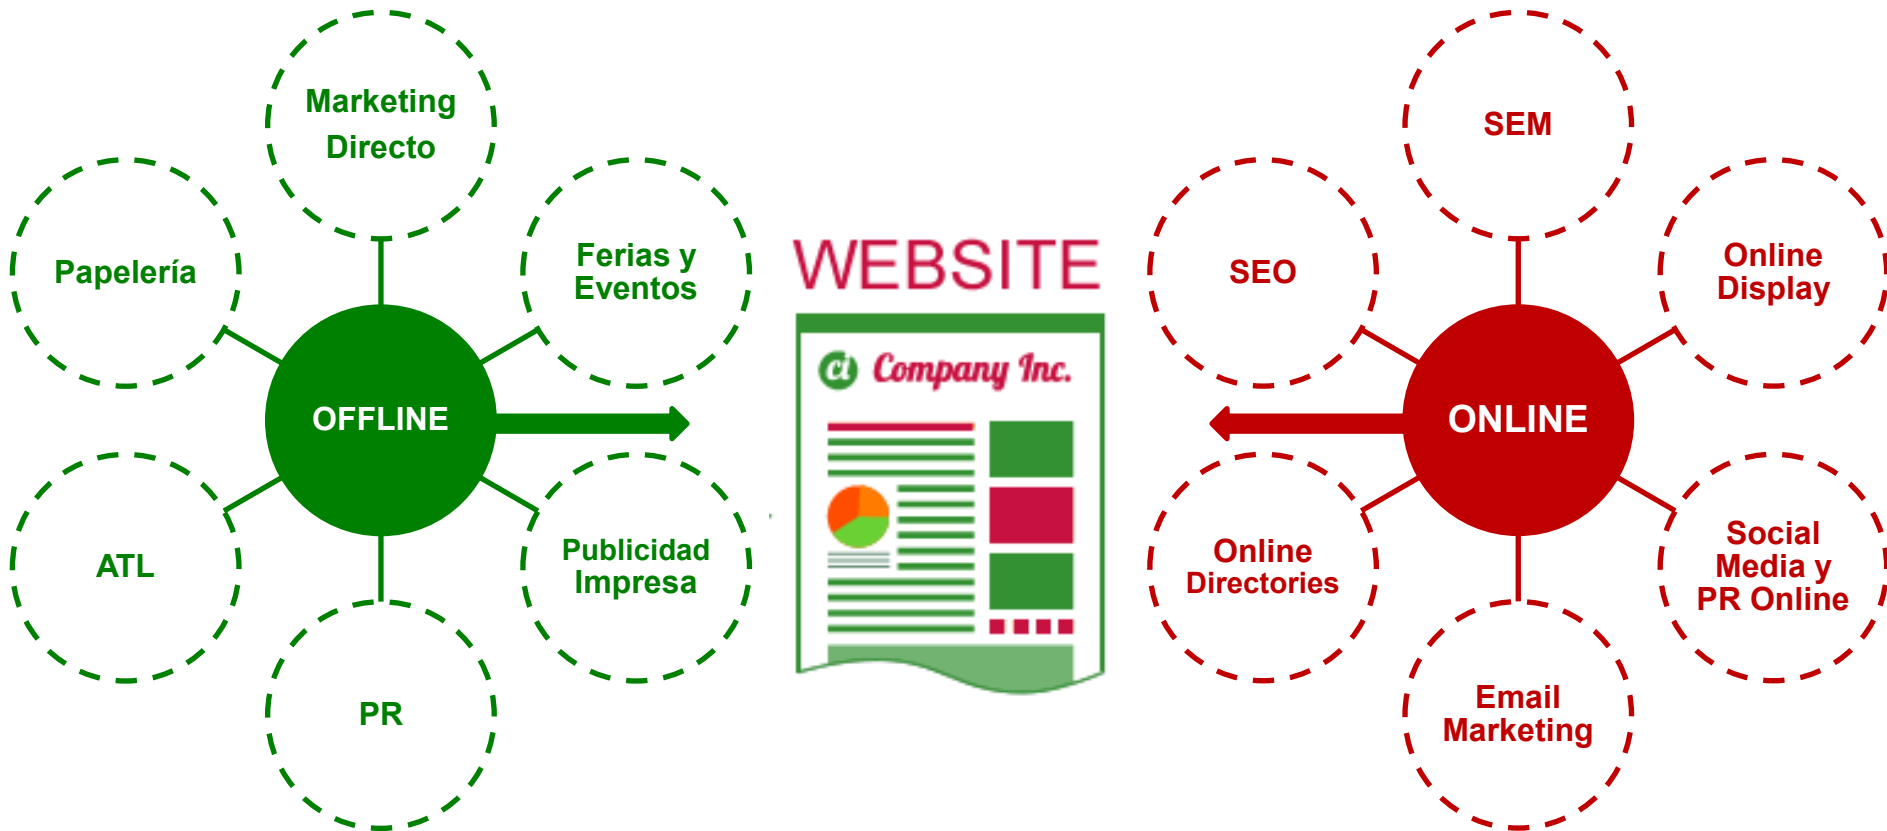 Marketing
Directo
Papelería
Ferias y
Eventos
OFFLINE
ATL
Publicidad
Impresa
PR
WEBSITE
ci Company Inc.
SEM
SEO
Online
Display
ONLINE
Online
Directories
Social
Media y
PR Online
Email
Marketing